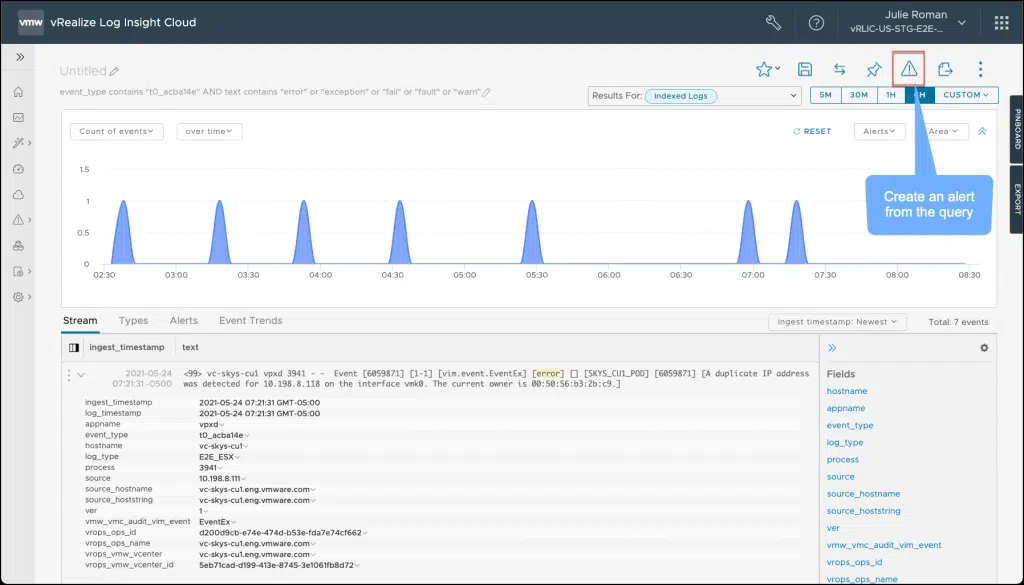 vmw vRealize Log Insight Cloud
Julie Roman
vRLIC-US-STG-E2E-...
Untitled
event_type contains "t0_acba14e" AND text contains "error" or "exception" or "fail" or "fault" or "warn"
Results For: Indexed Logs
5M 30M 1H 6H CUSTOM
Count of events over time
RESET Alerts Area
Create an alert
from the query
PINBOARD
EXPORT
1.5
1
0.5
0
02:30 03:00 03:30 04:00 04:30 05:00 05:30 06:00 06:30 07:00 07:30 08:00 08:30
Stream Types Alerts Event Trends
Ingest timestamp: Newest Total: 7 events
ingest_timestamp text
2021-05-24 <99> vc-skys-cu1 vpxd 3941 - - Event [6059871] [1-1] [vim.event.EventEx] [error] [] [SKYS_CU1_POD] [6059871] [A duplicate IP address
07:21:31 -0500 was detected for 10.198.8.118 on the interface vmk0. The current owner is 00:50:56:b3:2b:c9.]
ingest_timestamp 2021-05-24 07:21:31 GMT-05:00
log_timestamp 2021-05-24 07:21:31 GMT-05:00
appname vpxd
event_type t0_acba14e
hostname vc-skys-cu1
log_type E2E_ESX
process 3941
source 10.198.8.111
source_hostname vc-skys-cu1.eng.vmware.com
source_hoststring vc-skys-cu1.eng.vmware.com
ver 1
vmw_vmc_audit_vim_event EventEx
vrops_ops_id d200d9cb-e74e-474d-b53e-fda7e74cf662
vrops_ops_name vc-skys-cu1.eng.vmware.com
vrops_vmw_vcenter vc-skys-cu1.eng.vmware.com
vrops_vmw_vcenter_id 5eb71cad-d199-413e-8745-3e1061fb8d72
Fields
hostname
appname
event_type
log_type
process
source
source_hostname
source_hoststring
ver
vmw_vmc_audit_vim_event
vrops_ops_id
vrops_ops_name